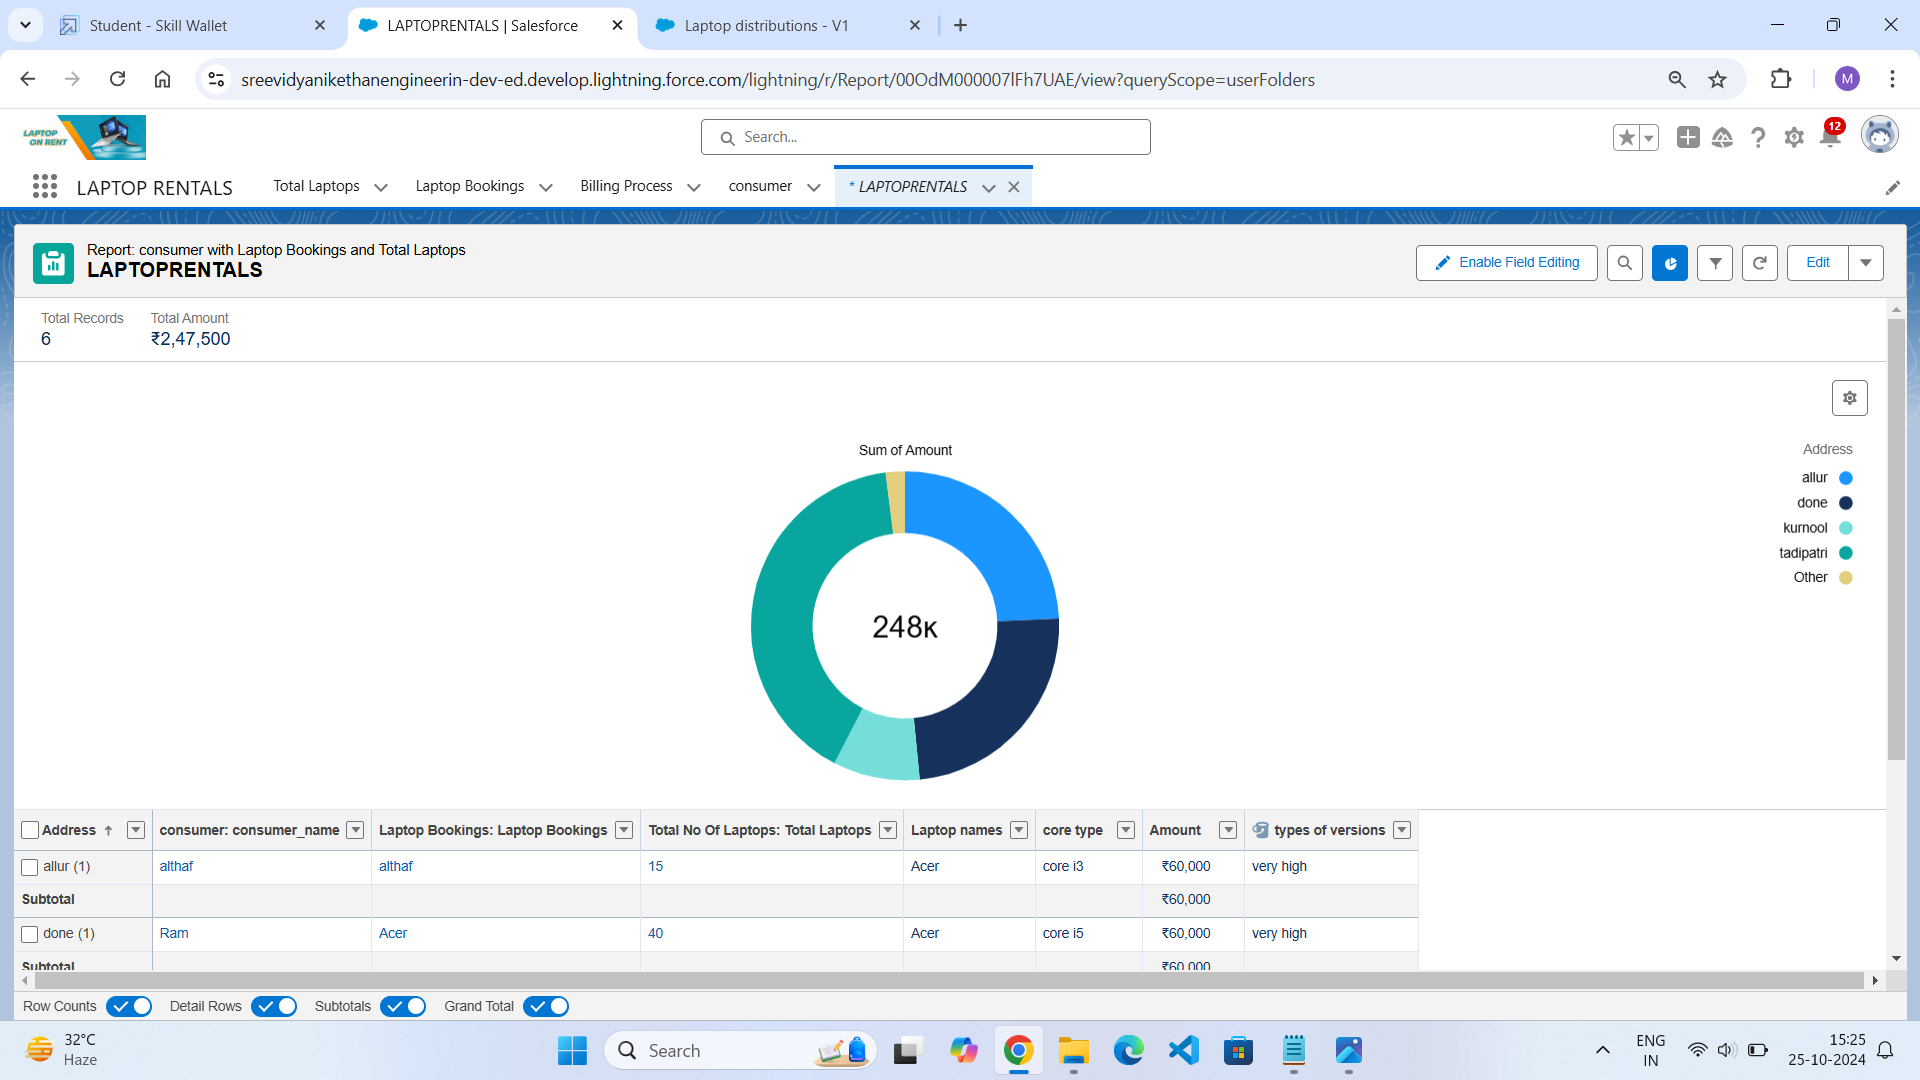 Student - Skill Wallet
LAPTOPRENTALS | Salesforce
Laptop distributions - V1
sreevidyanikethanengineerin-dev-ed.develop.lightning.force.com/lightning/r/Report/00OdM000007lFh7UAE/view?queryScope=userFolders
M
LAPTOP
ON RENT
Search...
12
LAPTOP RENTALS
Total Laptops
Laptop Bookings
Billing Process
consumer
* LAPTOPRENTALS
Report: consumer with Laptop Bookings and Total Laptops
LAPTOPRENTALS
Enable Field Editing
Edit
Total Records
Total Amount
6
₹2,47,500
Sum of Amount
248K
Address
allur
done
kurnool
tadipatri
Other
Address ↑ consumer: consumer_name Laptop Bookings: Laptop Bookings Total No Of Laptops: Total Laptops Laptop names core type Amount types of versions
allur (1) althaf althaf 15 Acer core i3 ₹60,000 very high
Subtotal ₹60,000
done (1) Ram Acer 40 Acer core i5 ₹60,000 very high
Subtotal ₹60,000
Row Counts Detail Rows Subtotals Grand Total
32°C
Haze
Search
ENG
IN
15:25
25-10-2024